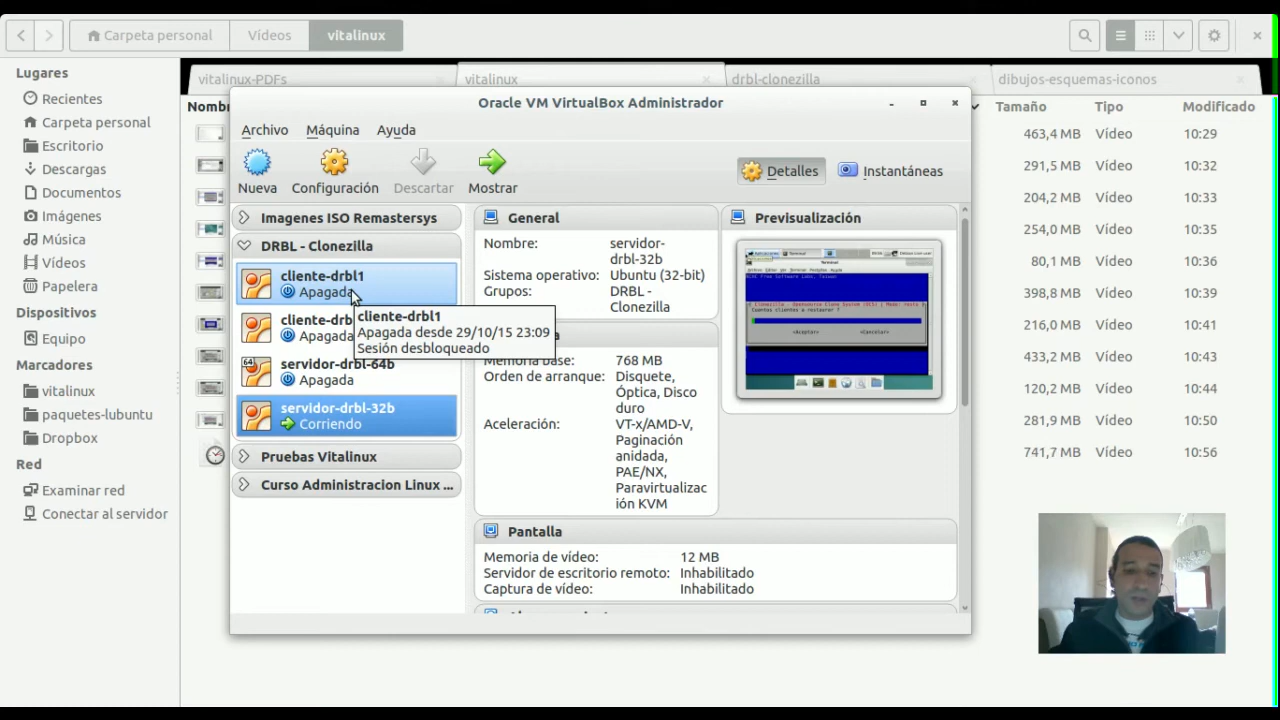 Carpeta personal
Vídeos
vitalinux
Lugares
Recientes
Carpeta personal
Escritorio
Descargas
Documentos
Imágenes
Música
Vídeos
Papelera
Dispositivos
Equipo
Marcadores
vitalinux
paquetes-lubuntu
Dropbox
Red
Examinar red
Conectar al servidor
vitalinux-PDFs
vitalinux
drbl-clonezilla
dibujos-esquemas-iconos
Tamaño Tipo Modificado
463,4 MB Vídeo 10:29
291,5 MB Vídeo 10:32
204,2 MB Vídeo 10:33
254,0 MB Vídeo 10:35
80,1 MB Vídeo 10:36
398,8 MB Vídeo 10:39
216,0 MB Vídeo 10:41
433,2 MB Vídeo 10:43
120,2 MB Vídeo 10:44
281,9 MB Vídeo 10:50
741,7 MB Vídeo 10:56
Oracle VM VirtualBox Administrador
Archivo Máquina Ayuda
Nueva Configuración Descartar Mostrar
Detalles Instantáneas
Imagenes ISO Remastersys
DRBL - Clonezilla
cliente-drbl1
Apagada
cliente-drb
Apagada
cliente-drbl1
Apagada desde 29/10/15 23:09
Sesión desbloqueado
64
servidor-drbl-64b
Apagada
servidor-drbl-32b
Corriendo
Pruebas Vitalinux
Curso Administracion Linux ...
General
Nombre: servidor-
drbl-32b
Sistema operativo: Ubuntu (32-bit)
Grupos: DRBL -
Clonezilla
Memoria base: 768 MB
Orden de arranque: Disquete,
Óptica, Disco
duro
Aceleración: VT-x/AMD-V,
Paginación
anidada,
PAE/NX,
Paravirtualizac
ión KVM
Previsualización
Cuantos clientes a restaurar ?
<Aceptar> <Cancelar>
Pantalla
Memoria de vídeo: 12 MB
Servidor de escritorio remoto: Inhabilitado
Captura de vídeo: Inhabilitado